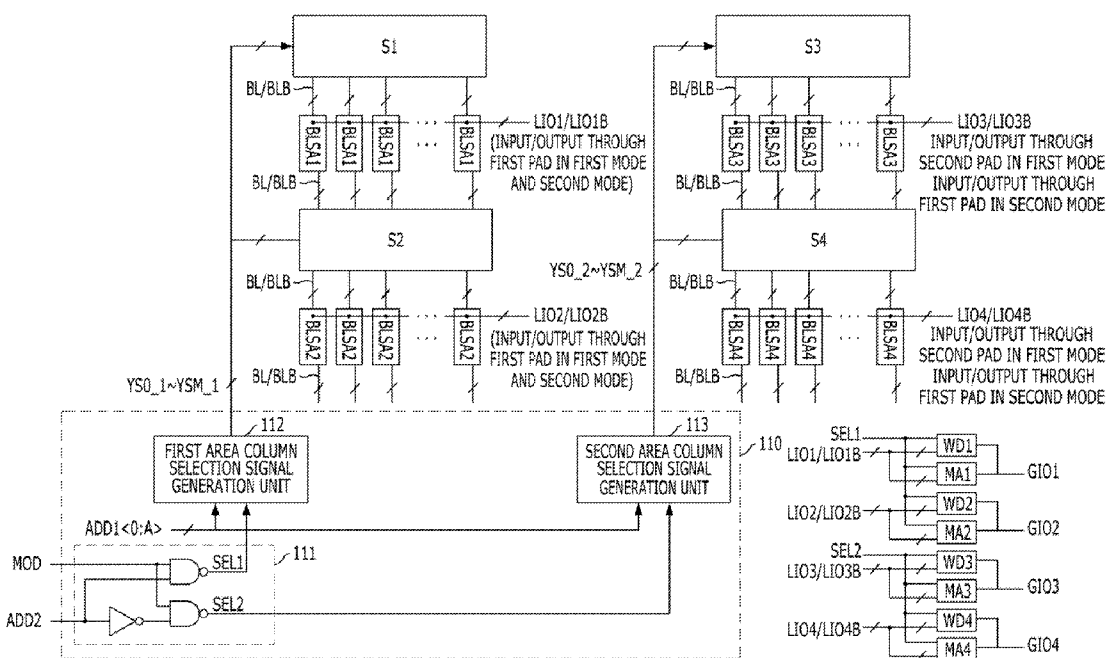 S1
S3
BL/BLB
BLSA1
BLSA1
BLSA1
...
...
BLSA1
LIO1/LIO1B
(INPUT/OUTPUT THROUGH
FIRST PAD IN FIRST MODE
AND SECOND MODE)
BL/BLB
BL/BLB
BLSA3
BLSA3
BLSA3
...
...
BLSA3
LIO3/LIO3B
INPUT/OUTPUT THROUGH
SECOND PAD IN FIRST MODE
INPUT/OUTPUT THROUGH
FIRST PAD IN SECOND MODE
BL/BLB
S2
S4
YS0_2~YSM_2
BL/BLB
BLSA2
BLSA2
BLSA2
...
...
BLSA2
LIO2/LIO2B
(INPUT/OUTPUT THROUGH
FIRST PAD IN FIRST MODE
AND SECOND MODE)
BL/BLB
BL/BLB
BLSA4
BLSA4
BLSA4
...
...
BLSA4
LIO4/LIO4B
INPUT/OUTPUT THROUGH
SECOND PAD IN FIRST MODE
INPUT/OUTPUT THROUGH
FIRST PAD IN SECOND MODE
BL/BLB
YS0_1~YSM_1
112
FIRST AREA COLUMN
SELECTION SIGNAL
GENERATION UNIT
113
SECOND AREA COLUMN
SELECTION SIGNAL
GENERATION UNIT
110
ADD1<0:A>
111
MOD
SEL1
ADD2
SEL2
SEL1
LIO1/LIO1B
WD1
MA1
GIO1
LIO2/LIO2B
WD2
MA2
GIO2
SEL2
LIO3/LIO3B
WD3
MA3
GIO3
LIO4/LIO4B
WD4
MA4
GIO4